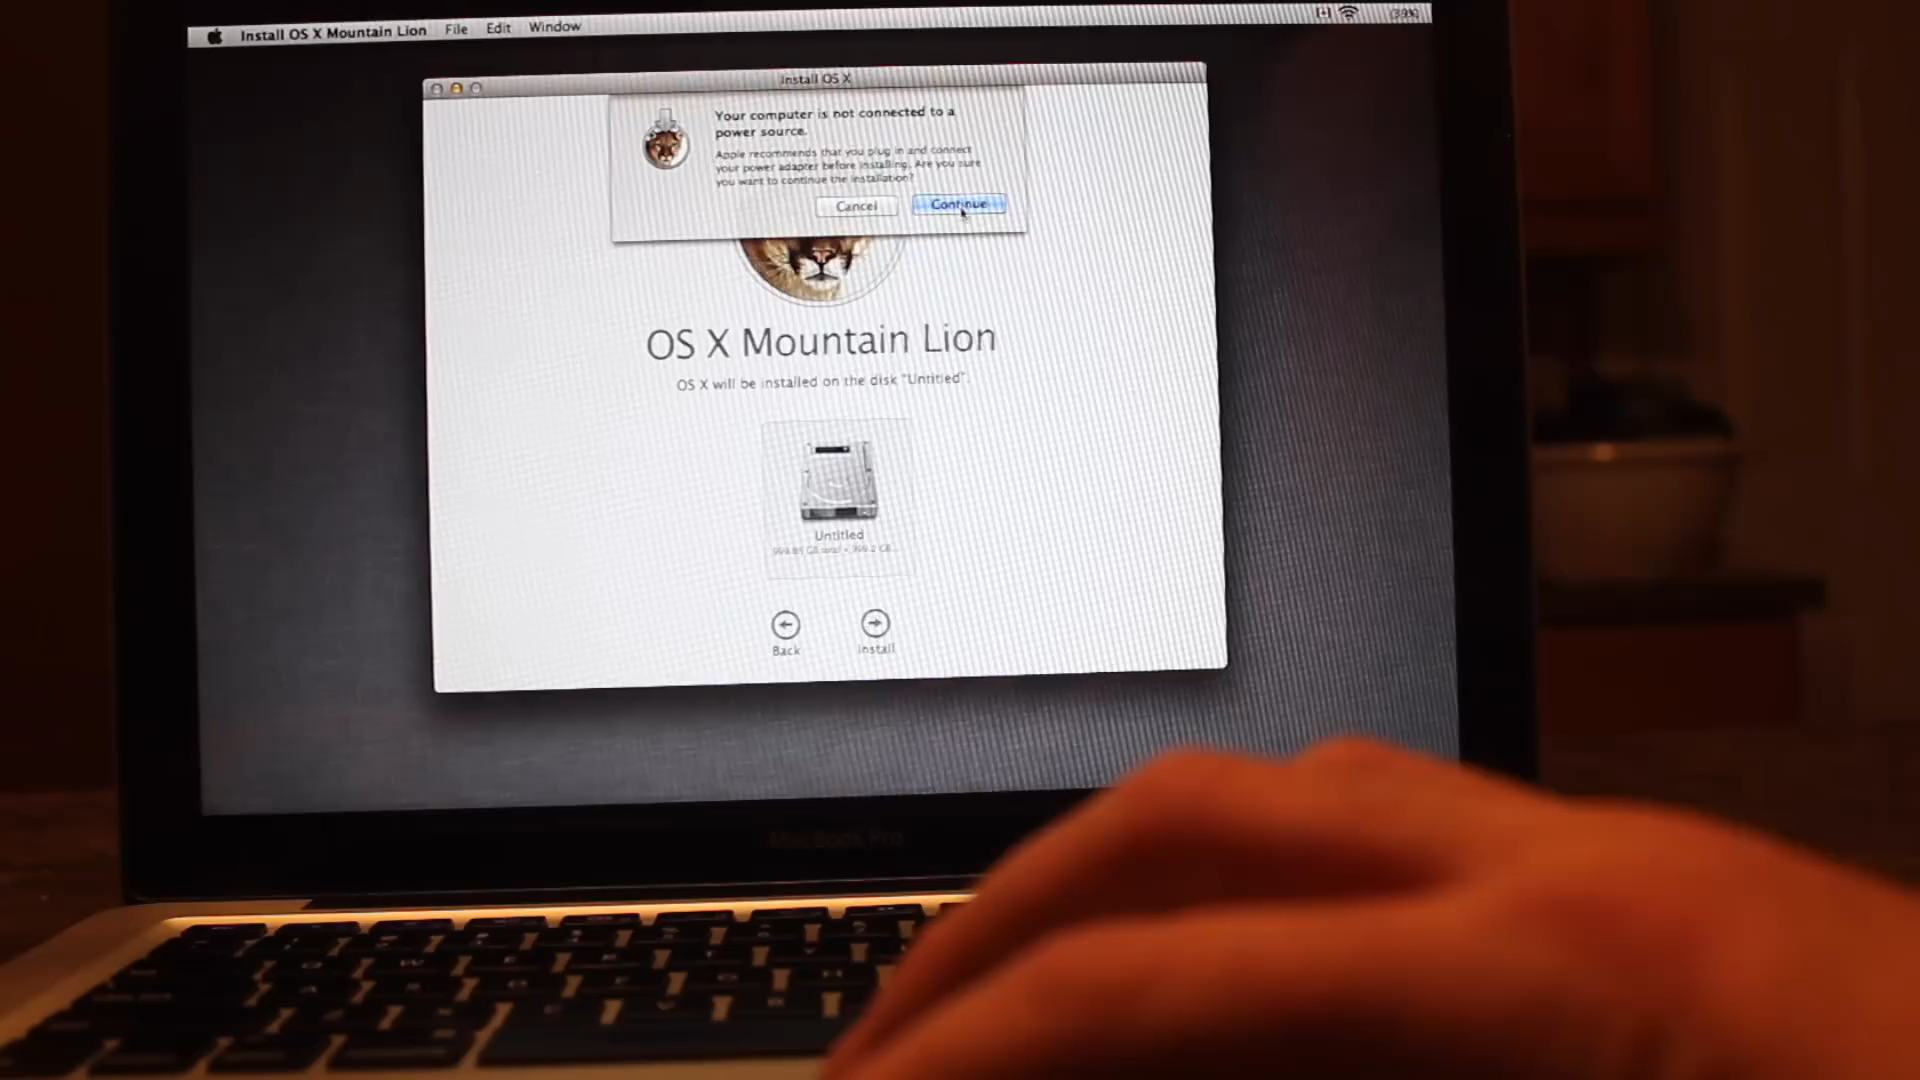 Install OS X Mountain Lion File Edit Window
Install OS X
Your computer is not connected to a
power source.
Apple recommends that you plug in and connect
your power adapter before installing. Are you sure
you want to continue the installation?
Cancel Continue
OS X Mountain Lion
OS X will be installed on the disk "Untitled".
Untitled
Back Install
MacBook Pro